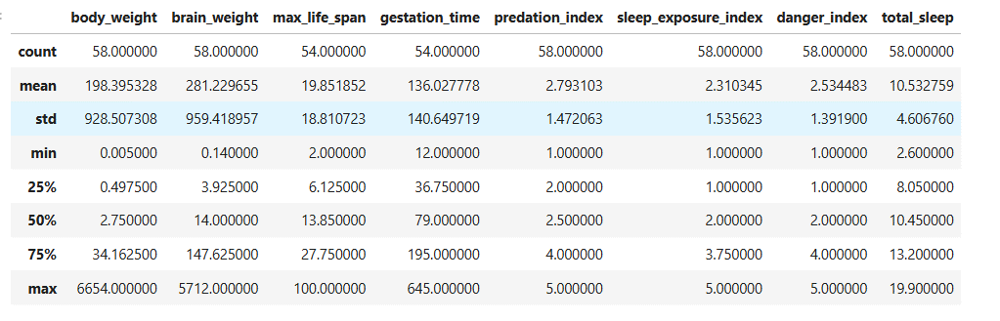 body_weight brain_weight max_life_span gestation_time predation_index sleep_exposure_index danger_index total_sleep
count 58.000000 58.000000 54.000000 54.000000 58.000000 58.000000 58.000000 58.000000
mean 198.395328 281.229655 19.851852 136.027778 2.793103 2.310345 2.534483 10.532759
std 928.507308 959.418957 18.810723 140.649719 1.472063 1.535623 1.391900 4.606760
min 0.005000 0.140000 2.000000 12.000000 1.000000 1.000000 1.000000 2.600000
25% 0.497500 3.925000 6.125000 36.750000 2.000000 1.000000 1.000000 8.050000
50% 2.750000 14.000000 13.850000 79.000000 2.500000 2.000000 2.000000 10.450000
75% 34.162500 147.625000 27.750000 195.000000 4.000000 3.750000 4.000000 13.200000
max 6654.000000 5712.000000 100.000000 645.000000 5.000000 5.000000 5.000000 19.900000